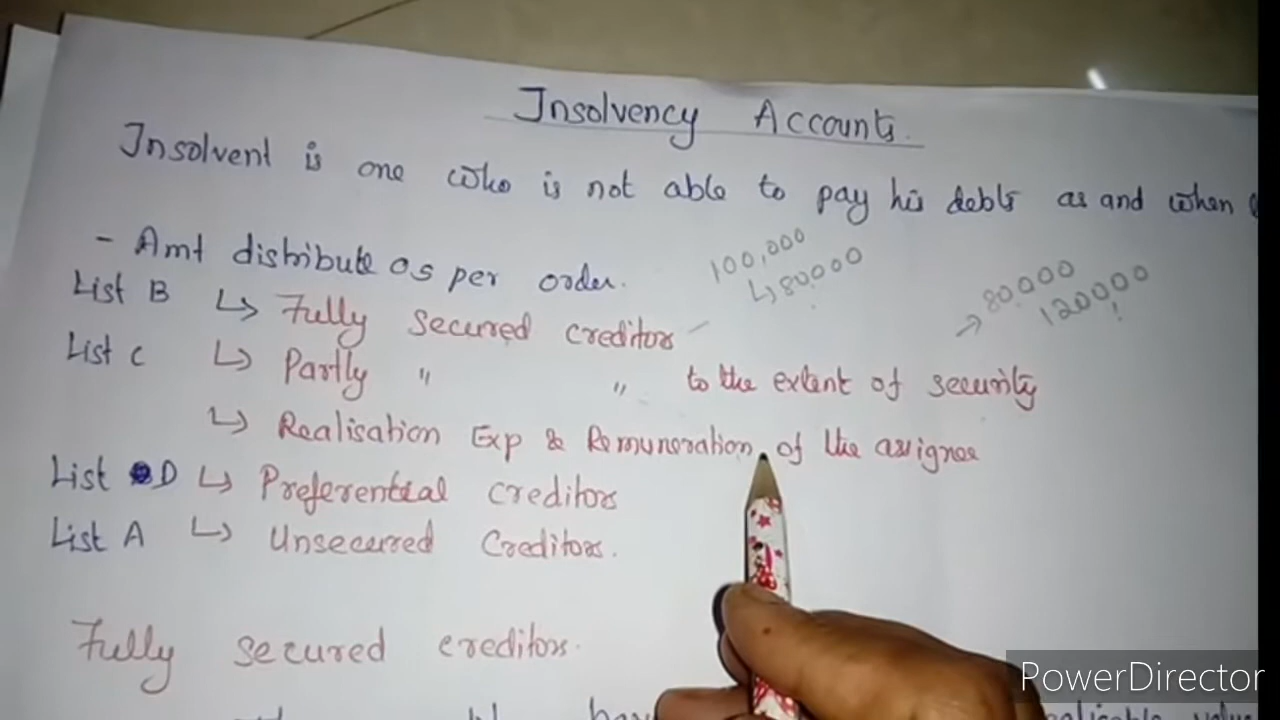 Insolvency Accounts.
Insolvent is one who is not able to pay his debts as and when
- Amt distribute as per order.
100,000
↳ 80,000
→ 80,000
120000
List B ↳ Fully Secured Creditors -
List C ↳ Partly " " to the extent of security
↳ Realisation Exp & Remuneration of the assignee
List D ↳ Preferential Creditors
List A ↳ Unsecured Creditors.
Fully secured creditors.
realisable value
PowerDirector